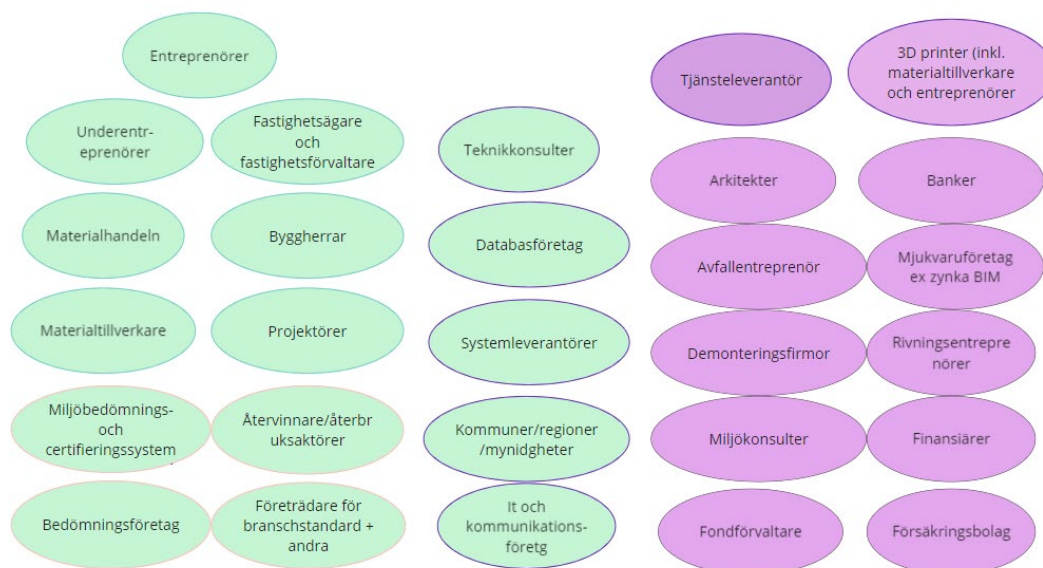 Entreprenörer
Underentr-
eprenörer
Fastighetsägare
och
fastighetsförvaltare
Materialhandeln
Byggherrar
Materialtillverkare
Projektörer
Miljöbedömnings-
och
certifieringssystem
Återvinnare/återbr
uksaktörer
Bedömningsföretag
Företrädare för
branschstandard +
andra
Teknikkonsulter
Databasföretag
Systemleverantörer
Kommuner/regioner
/mynidgheter
It och
kommunikations-
företg
Tjänsteleverantör
3D printer (inkl.
materialtillverkare
och entreprenörer
Arkitekter
Banker
Avfallentreprenör
Mjukvaruföretag
ex zynka BIM
Demonteringsfirmor
Rivningsentrepre
nörer
Miljökonsulter
Finansiärer
Fondförvaltare
Försäkringsbolag